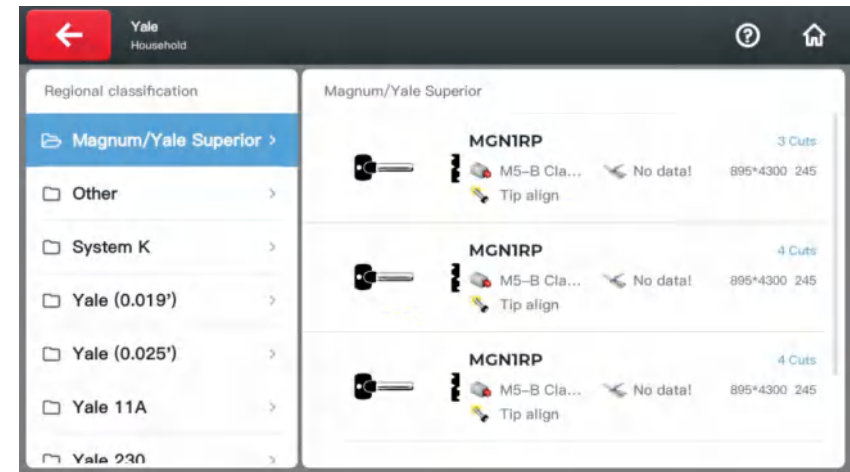 Yale
Household
Regional classification
Magnum/Yale Superior
Other
System K
Yale (0.019')
Yale (0.025')
Yale 11A
Yale 230
Magnum/Yale Superior
MGN1RP 3 Cuts
M5-B Cla... No data! 895*4300 245
Tip align
MGN1RP 4 Cuts
M5-B Cla... No data! 895*4300 245
Tip align
MGN1RP 4 Cuts
M5-B Cla... No data! 895*4300 245
Tip align